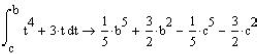 ∫_c^b t^4 + 3·t dt → 1/5·b^5 + 3/2·b^2 − 1/5·c^5 − 3/2·c^2